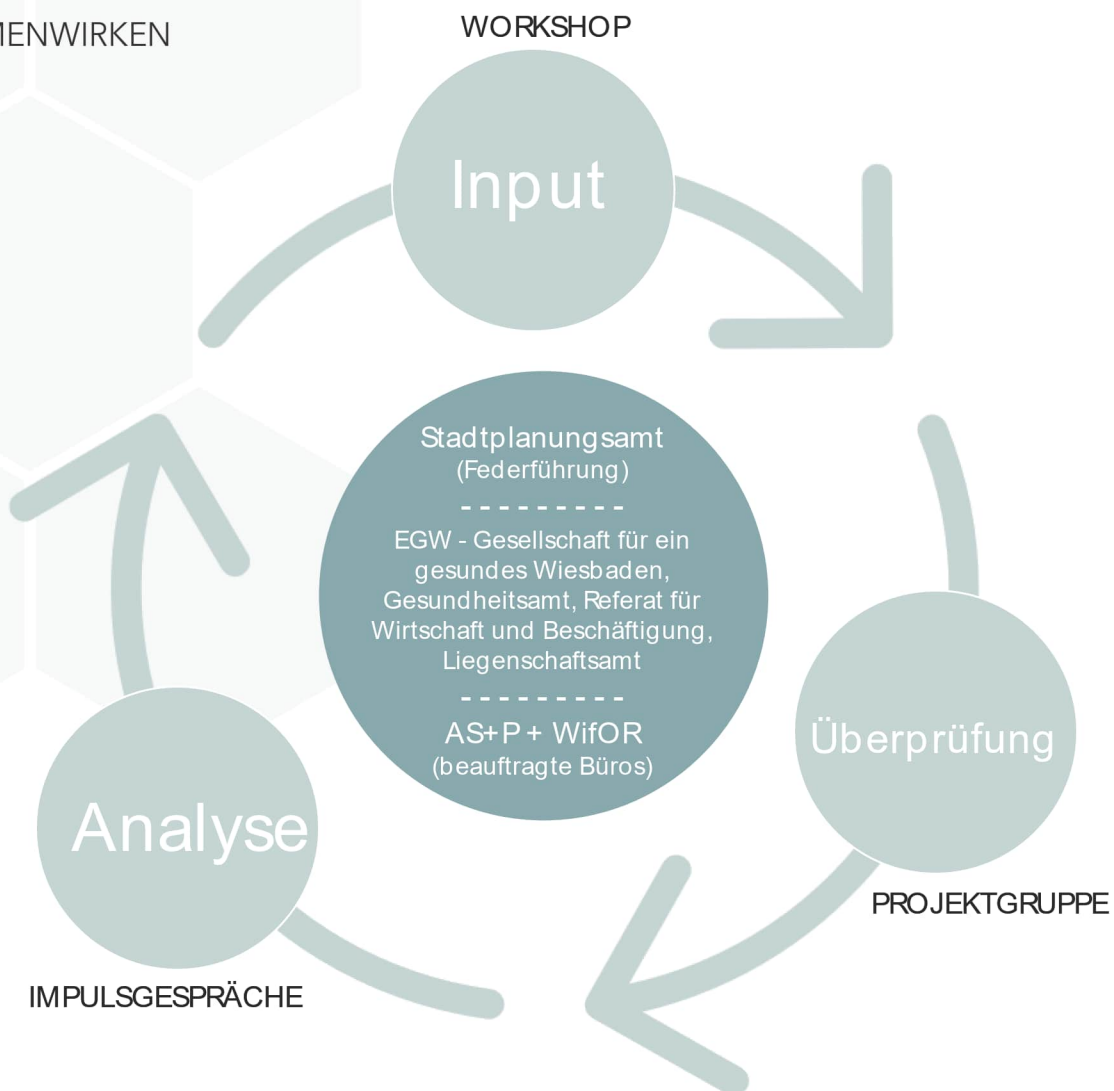 MENWIRKEN
WORKSHOP
Input
Stadtplanungsamt
(Federführung)
- - - - - - - - -
EGW - Gesellschaft für ein
gesundes Wiesbaden,
Gesundheitsamt, Referat für
Wirtschaft und Beschäftigung,
Liegenschaftsamt
- - - - - - - - -
AS+P + WifOR
(beauftragte Büros)
Überprüfung
PROJEKTGRUPPE
Analyse
IMPULSGESPRÄCHE